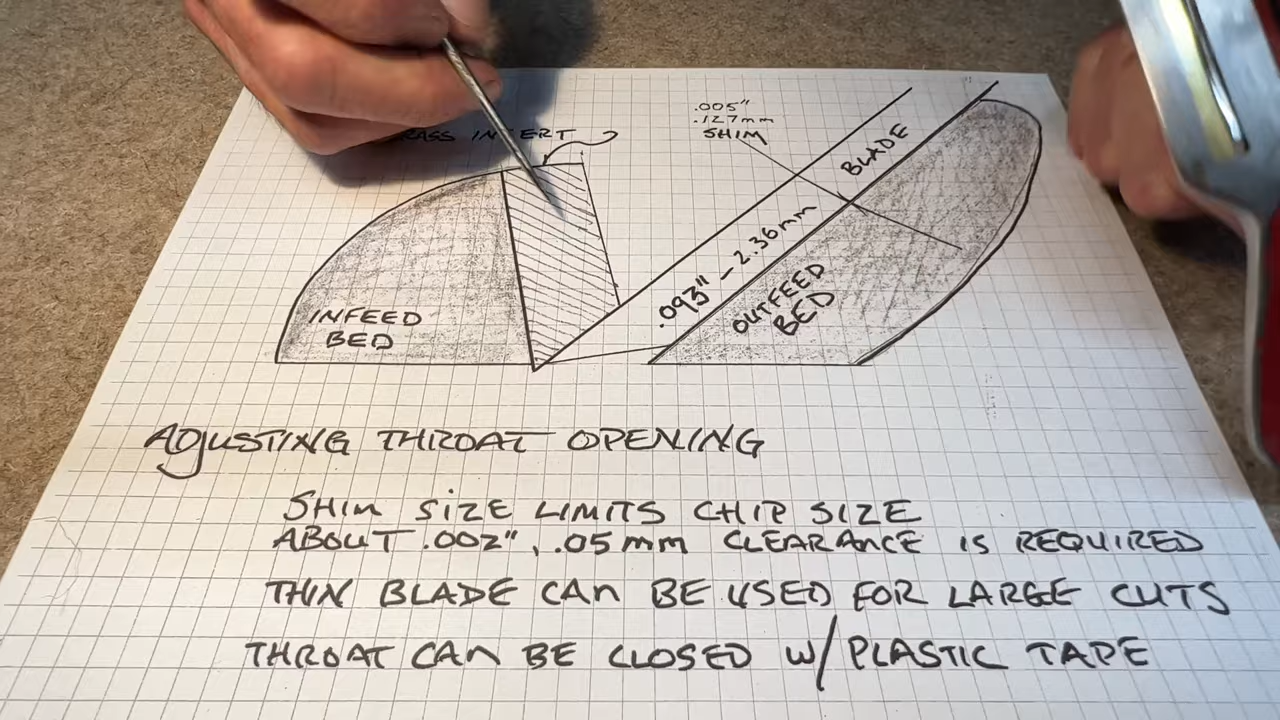 .005"
.127mm
SHIM
INSERT
BLADE
.093" - 2.36mm
OUTFEED
BED
INFEED
BED
ADJUSTING THROAT OPENING
SHIM SIZE LIMITS CHIP SIZE
ABOUT .002", .05mm CLEARANCE IS REQUIRED
THIN BLADE CAN BE USED FOR LARGE CUTS
THROAT CAN BE CLOSED W/ PLASTIC TAPE